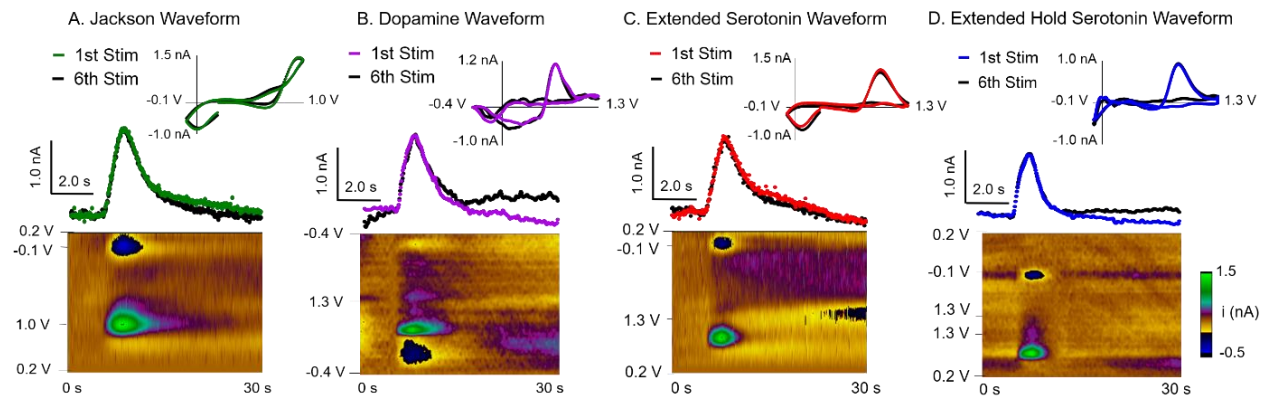 A. Jackson Waveform
1st Stim
6th Stim
1.5 nA
-0.1 V
1.0 V
-1.0 nA
1.0 nA
2.0 s
0.2 V
-0.1 V
1.0 V
0.2 V
0 s
30 s
B. Dopamine Waveform
1st Stim
6th Stim
1.2 nA
-0.4 V
1.3 V
-1.0 nA
1.0 nA
2.0 s
-0.4 V
1.3 V
-0.4 V
0 s
30 s
C. Extended Serotonin Waveform
1st Stim
6th Stim
1.5 nA
-0.1 V
1.3 V
-1.0 nA
1.0 nA
2.0 s
0.2 V
-0.1 V
1.3 V
0.2 V
0 s
30 s
D. Extended Hold Serotonin Waveform
1st Stim
6th Stim
1.0 nA
-0.1 V
1.3 V
-1.0 nA
1.0 nA
2.0 s
0.2 V
-0.1 V
1.3 V
1.3 V
0.2 V
0 s
30 s
1.5
i (nA)
-0.5